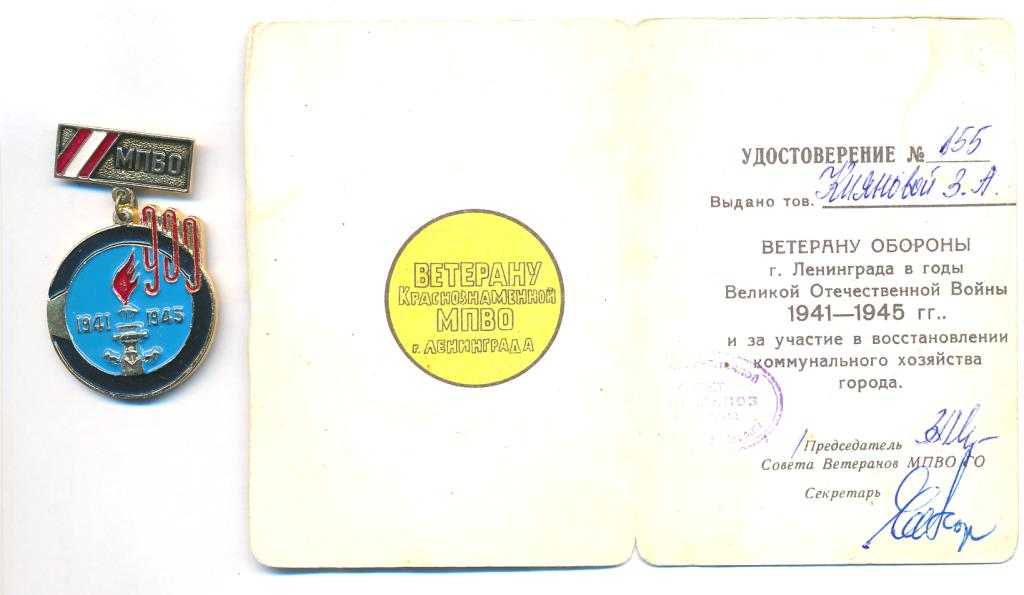 МПВО
УЗУ
1941 1945
ВЕТЕРАНУ
КРАСНОЗНАМЕННОЙ
МПВО
г. ЛЕНИНГРАДА
УДОСТОВЕРЕНИЕ № 155
Выдано тов. Кияновой З. А.
ВЕТЕРАНУ ОБОРОНЫ
г. Ленинграда в годы
Великой Отечественной Войны
1941—1945 гг..
и за участие в восстановлении
коммунального хозяйства
города.
Председатель
Совета Ветеранов МПВО ГО
Секретарь